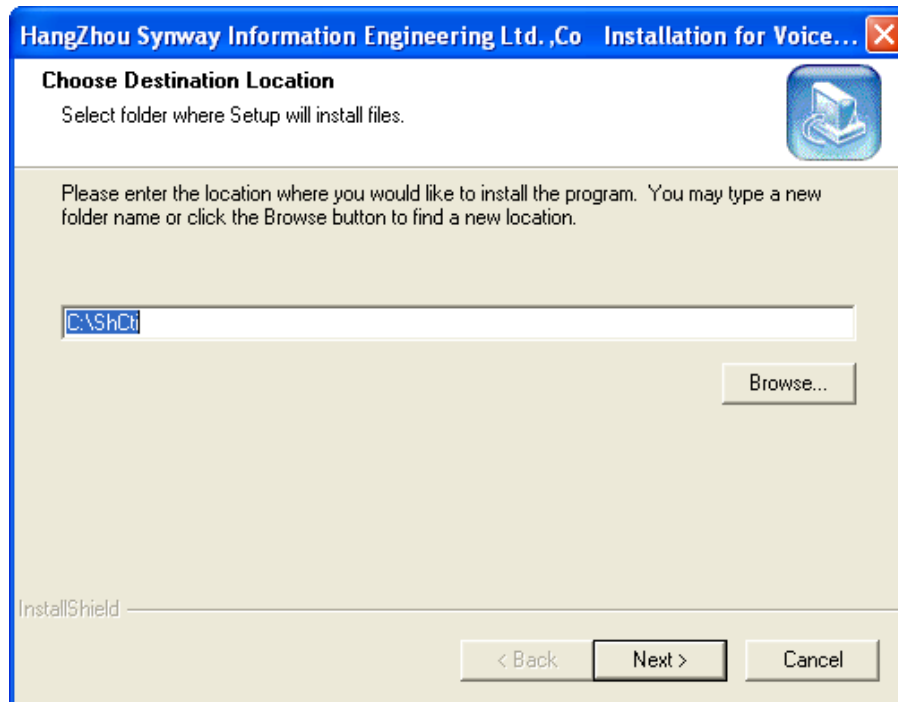 HangZhou Synway Information Engineering Ltd.,Co   Installation for Voice...
Choose Destination Location
Select folder where Setup will install files.
Please enter the location where you would like to install the program.  You may type a new
folder name or click the Browse button to find a new location.
C:\ShCti
Browse...
InstallShield
< Back
Next >
Cancel